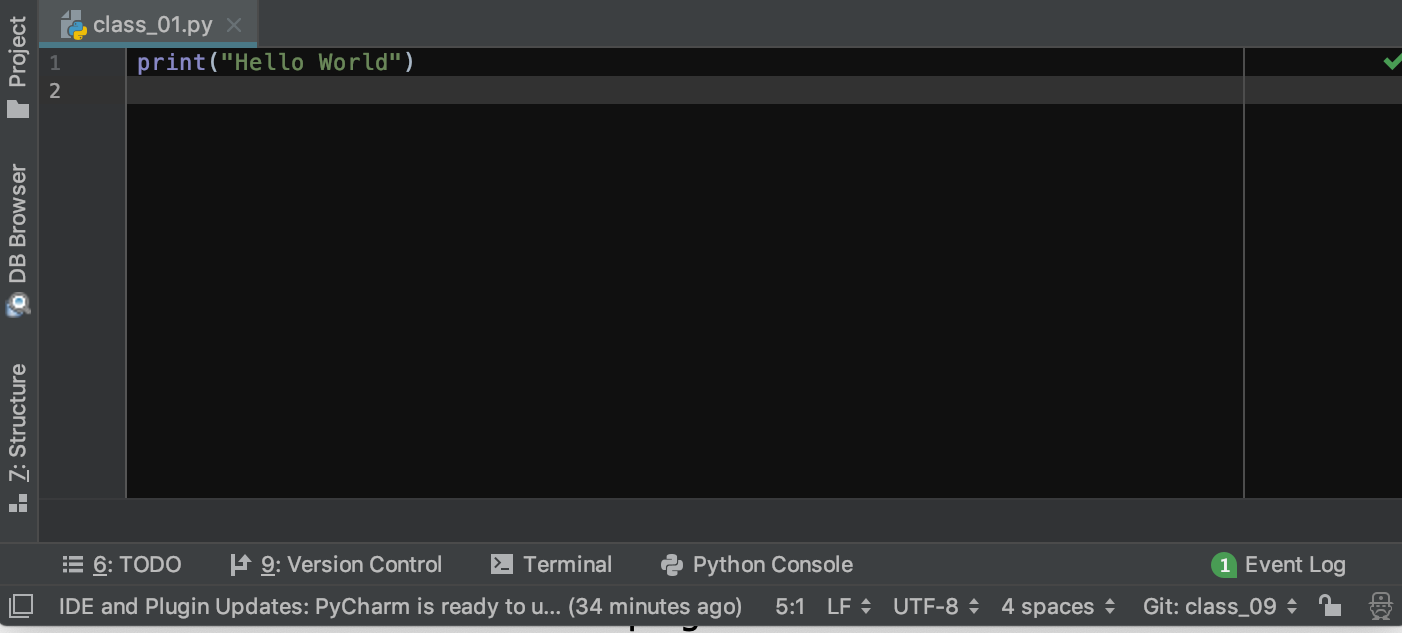 class_01.py
Project
DB Browser
Z: Structure
1 print("Hello World")
2
6: TODO 9: Version Control Terminal Python Console 1 Event Log
IDE and Plugin Updates: PyCharm is ready to u... (34 minutes ago) 5:1 LF UTF-8 4 spaces Git: class_09